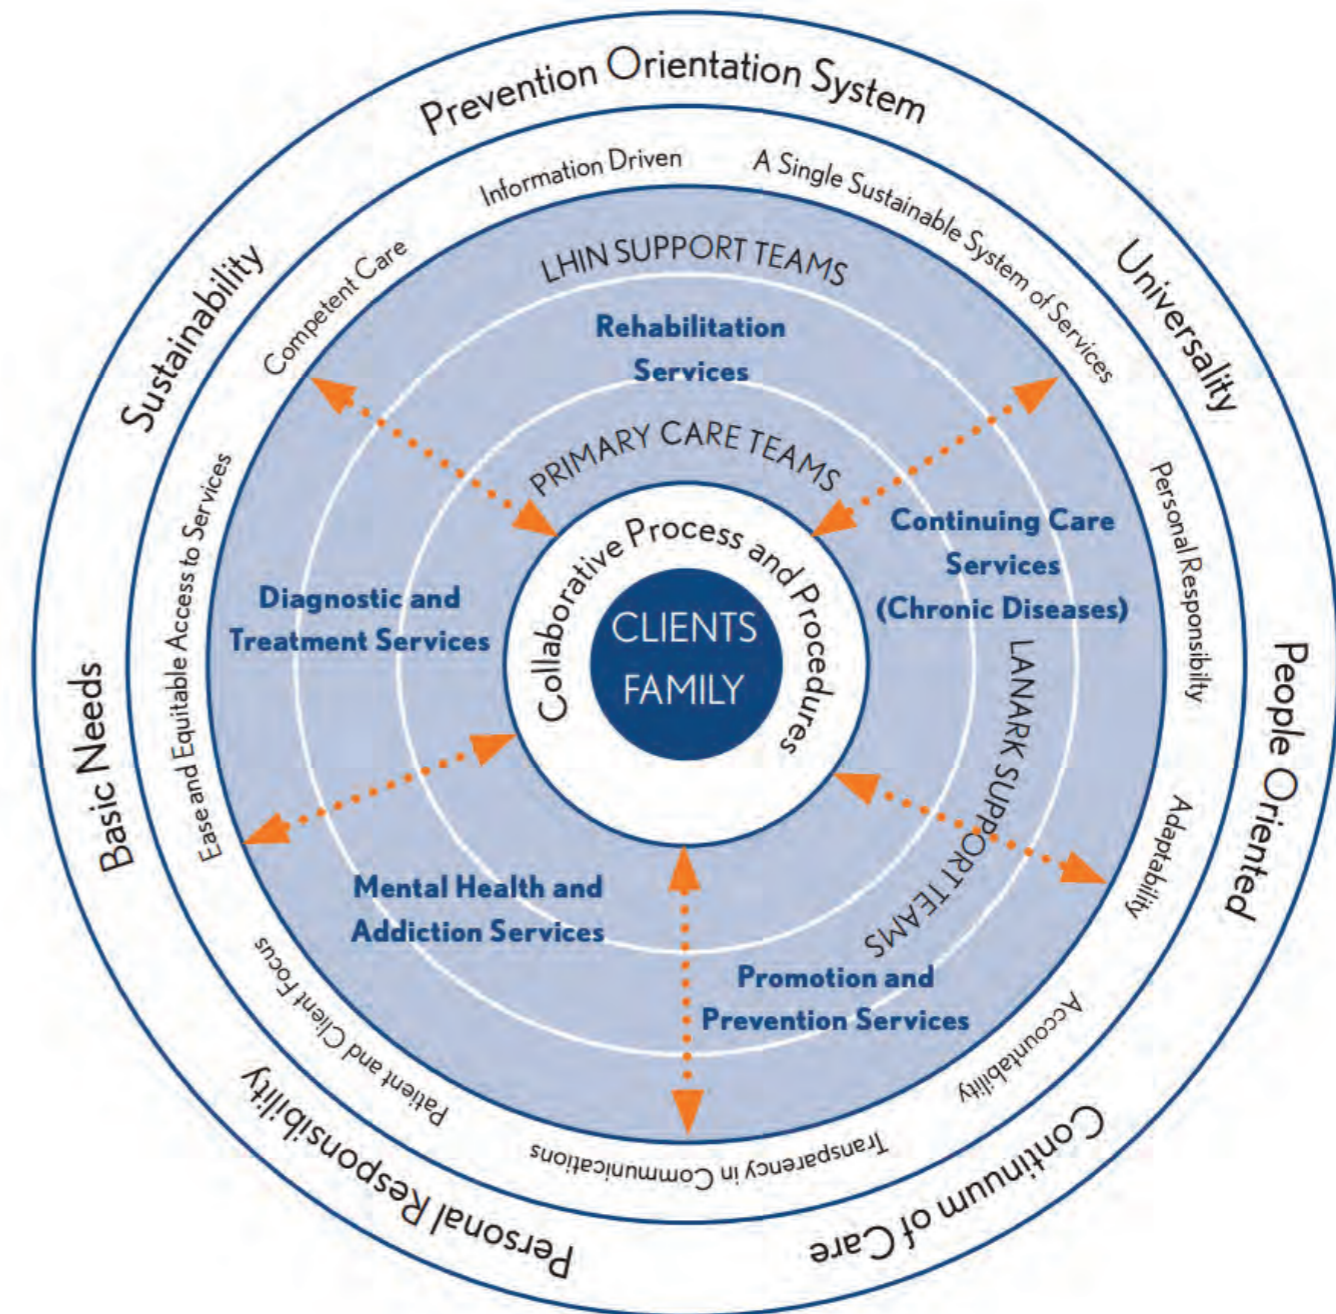 Prevention Orientation System
Universality
People Oriented
Continuum of Care
Personal Responsibility
Basic Needs
Sustainability
Information Driven
A Single Sustainable System of Services
Personal Responsibilty
Adaptability
Accountability
Transparency in Communications
Patient and Client Focus
Ease and Equitable Access to Services
Competent Care
LHIN SUPPORT TEAMS
Rehabilitation
Services
PRIMARY CARE TEAMS
Continuing Care
Services
(Chronic Diseases)
LANARK SUPPORT TEAMS
Promotion and
Prevention Services
Mental Health and
Addiction Services
Diagnostic and
Treatment Services
Collaborative Process and Procedures
CLIENTS
FAMILY